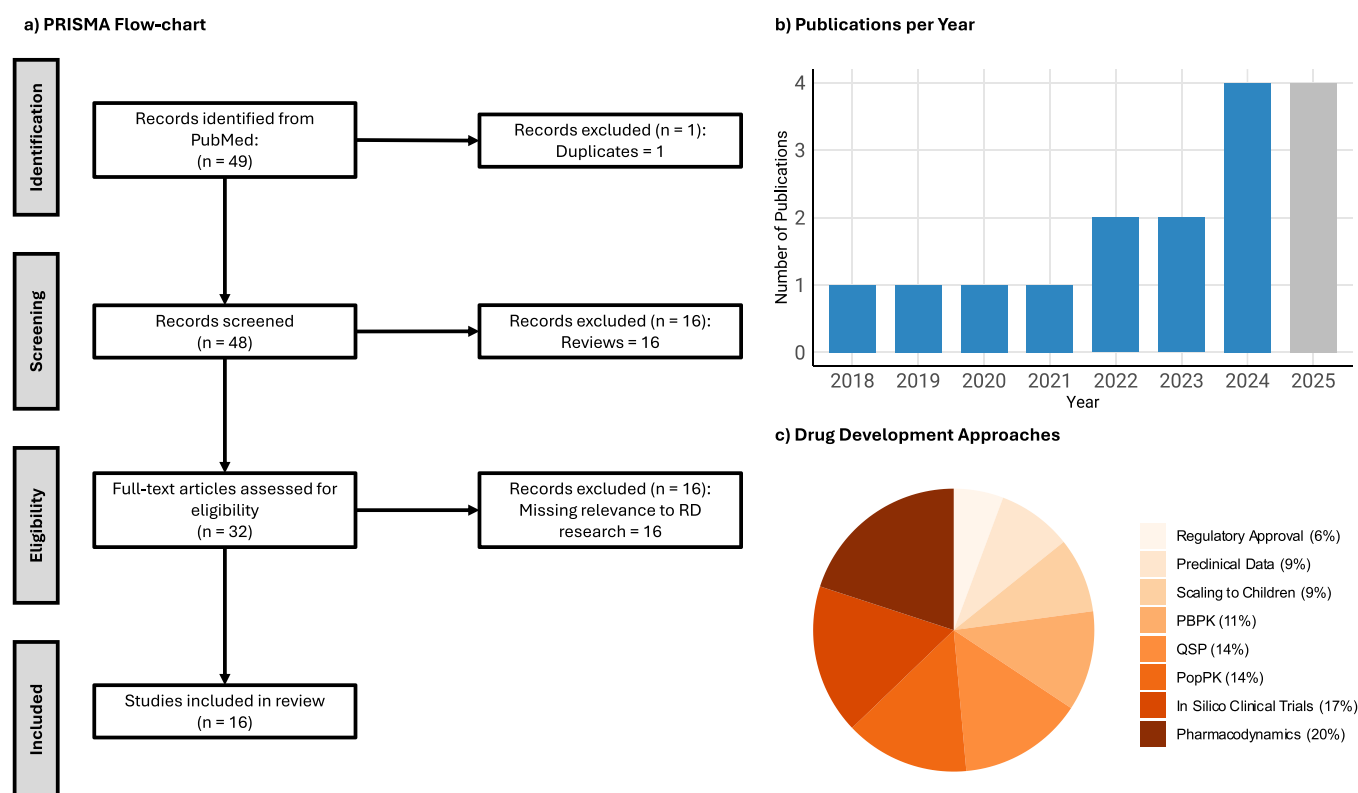 a) PRISMA Flow-chart
Identification
Records identified from
PubMed:
(n = 49)
Records excluded (n = 1):
Duplicates = 1
Screening
Records screened
(n = 48)
Records excluded (n = 16):
Reviews = 16
Eligibility
Full-text articles assessed for
eligibility
(n = 32)
Records excluded (n = 16):
Missing relevance to RD
research = 16
Included
Studies included in review
(n = 16)
b) Publications per Year
Number of Publications
4
3
2
1
0
2018 2019 2020 2021 2022 2023 2024 2025
Year
c) Drug Development Approaches
Regulatory Approval (6%)
Preclinical Data (9%)
Scaling to Children (9%)
PBPK (11%)
QSP (14%)
PopPK (14%)
In Silico Clinical Trials (17%)
Pharmacodynamics (20%)